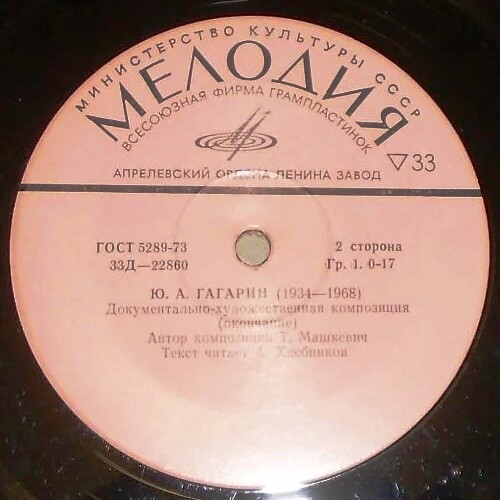 МИНИСТЕРСТВО КУЛЬТУРЫ СССР
МЕЛОДИЯ
ВСЕСОЮЗНАЯ ФИРМА ГРАМПЛАСТИНОК
▽33
АПРЕЛЕВСКИЙ ОРДЕНА ЛЕНИНА ЗАВОД
ГОСТ 5289-73
2 сторона
33Д—22860
Гр. 1. 0-17
Ю. А. ГАГАРИН (1934—1968)
Документально-художественная композиция
(окончание)
Автор композиции Т. Машкевич
Текст читает Хлебников